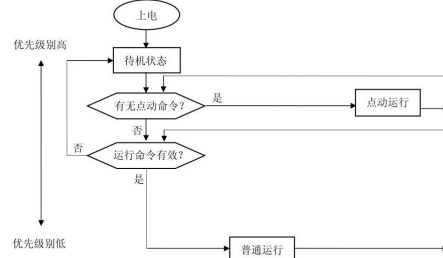 上电
优先级别高
待机状态
有无点动命令?
是
点动运行
否
否
运行命令有效?
是
优先级别低
普通运行